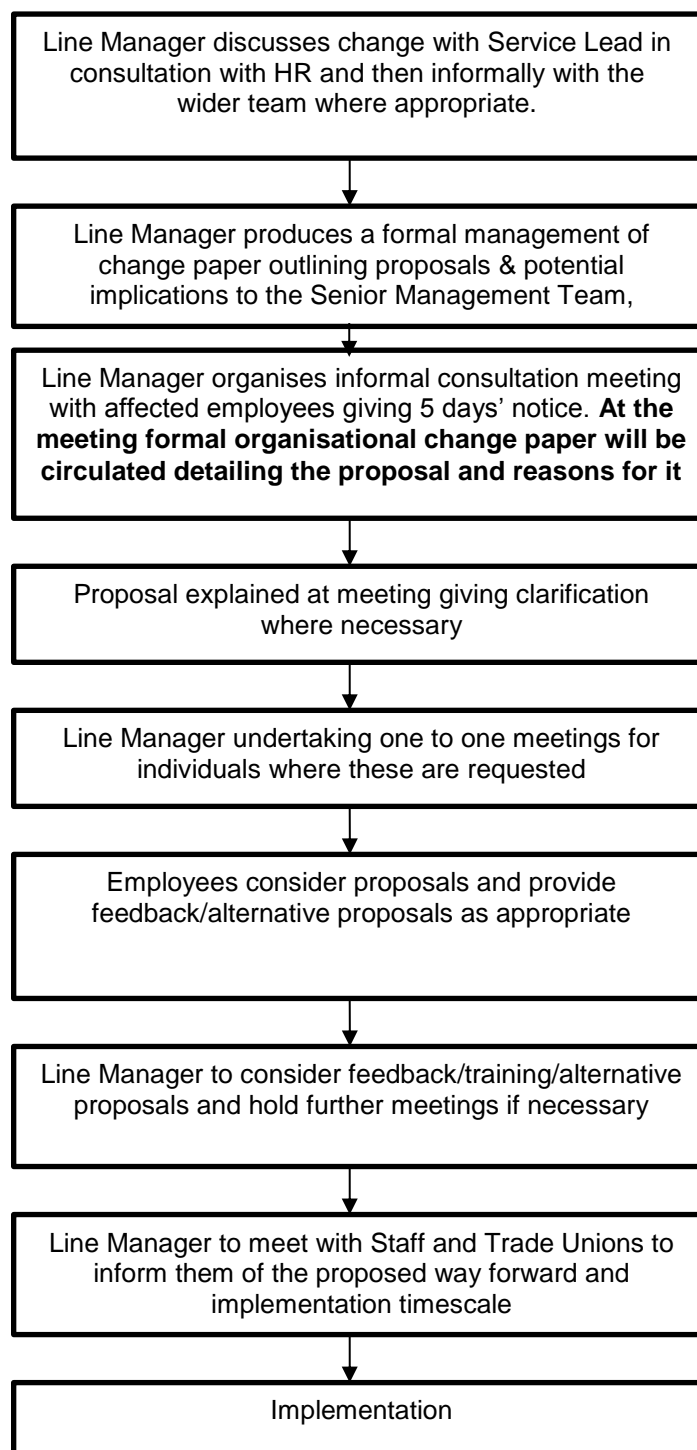 Line Manager discusses change with Service Lead in
consultation with HR and then informally with the
wider team where appropriate.
Line Manager produces a formal management of
change paper outlining proposals & potential
implications to the Senior Management Team,
Line Manager organises informal consultation meeting
with affected employees giving 5 days’ notice. At the
meeting formal organisational change paper will be
circulated detailing the proposal and reasons for it
Proposal explained at meeting giving clarification
where necessary
Line Manager undertaking one to one meetings for
individuals where these are requested
Employees consider proposals and provide
feedback/alternative proposals as appropriate
Line Manager to consider feedback/training/alternative
proposals and hold further meetings if necessary
Line Manager to meet with Staff and Trade Unions to
inform them of the proposed way forward and
implementation timescale
Implementation